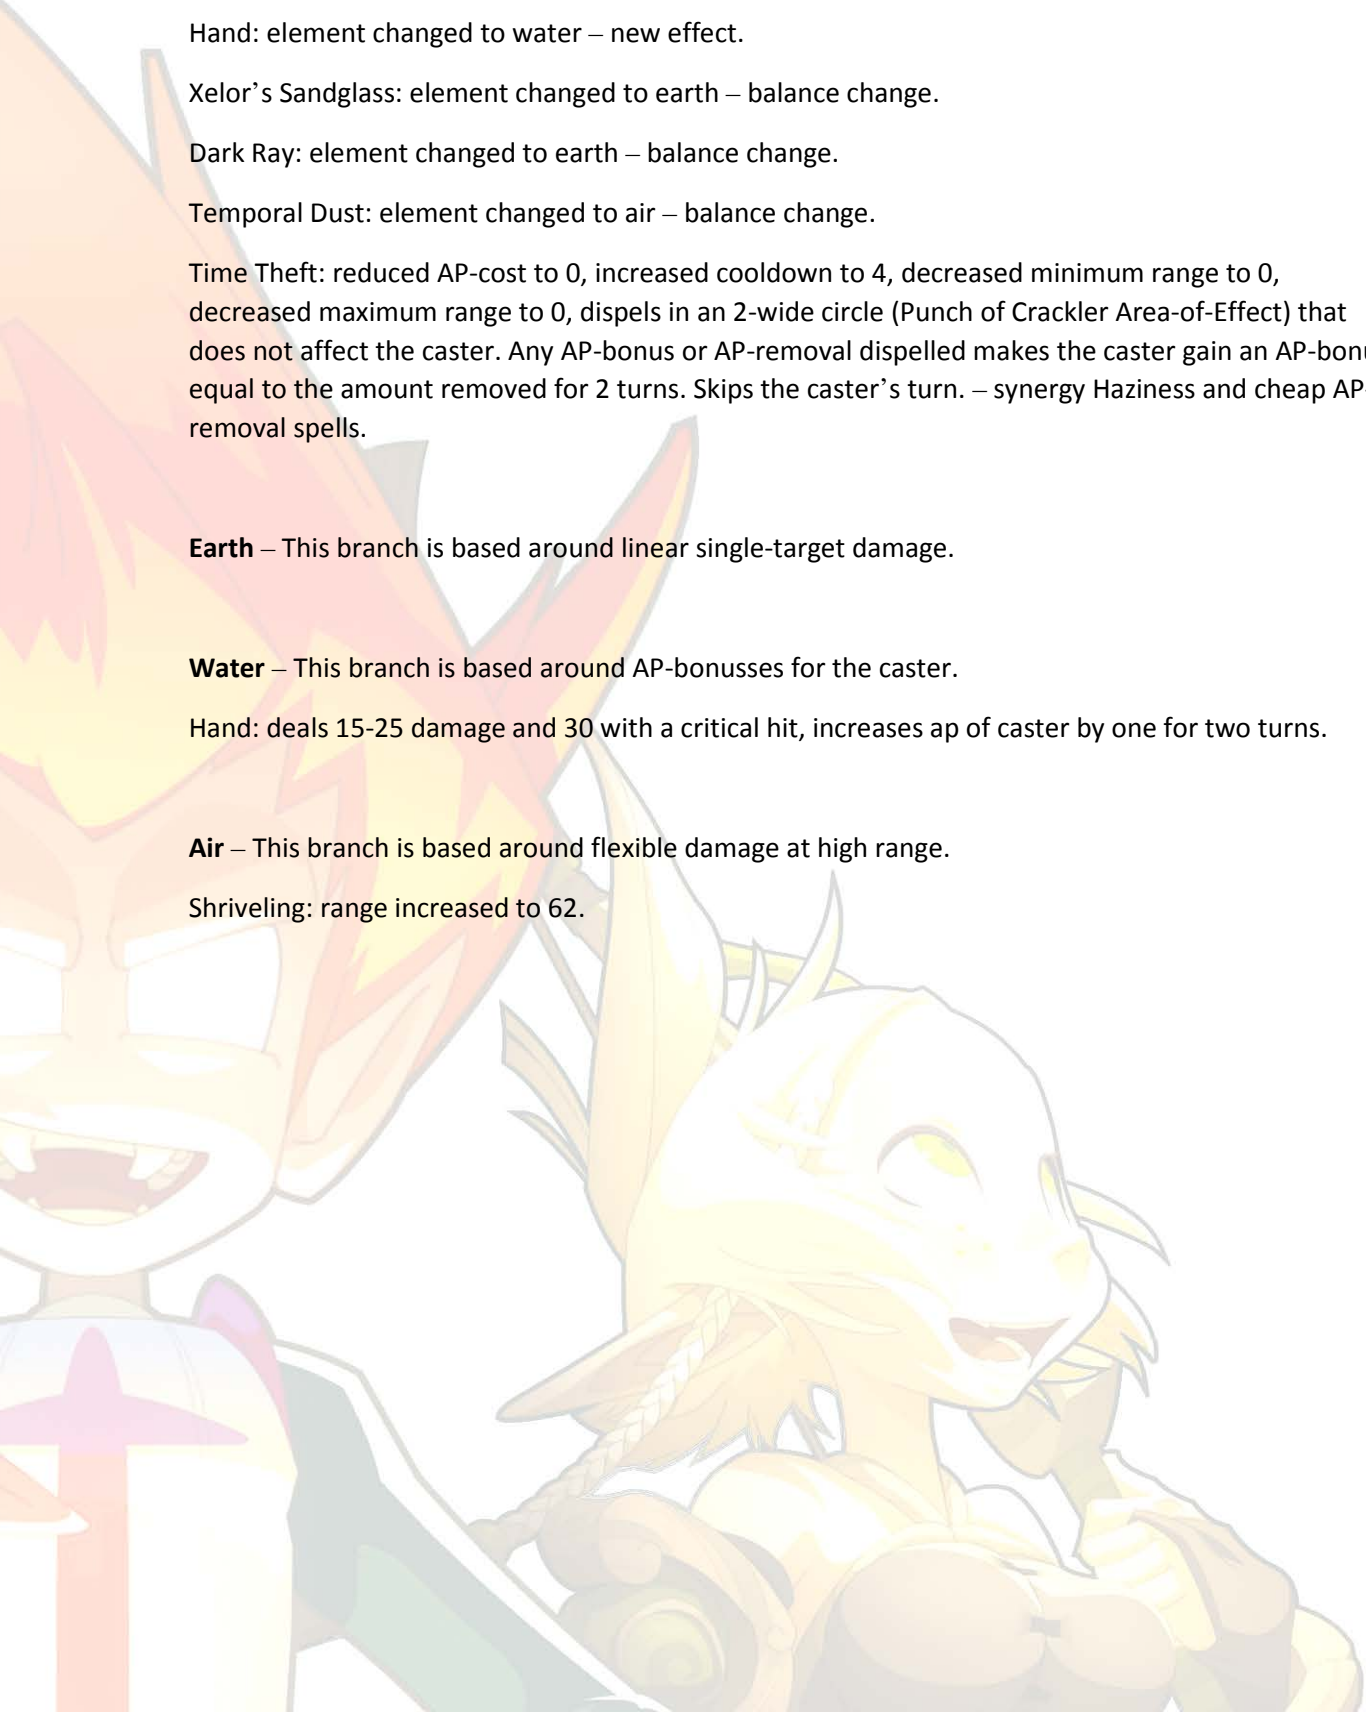 Hand: element changed to water – new effect.
Xelor’s Sandglass: element changed to earth – balance change.
Dark Ray: element changed to earth – balance change.
Temporal Dust: element changed to air – balance change.
Time Theft: reduced AP-cost to 0, increased cooldown to 4, decreased minimum range to 0,
decreased maximum range to 0, dispels in an 2-wide circle (Punch of Crackler Area-of-Effect) that
does not affect the caster. Any AP-bonus or AP-removal dispelled makes the caster gain an
equal to the amount removed for 2 turns. Skips the caster’s turn. – synergy Haziness and cheap AP-
removal spells.
Earth – This branch is based around linear single-target damage.
Water – This branch is based around AP-bonusses for the caster.
Hand: deals 15-25 damage and 30 with a critical hit, increases ap of caster by one for two turns.
Air – This branch is based around flexible damage at high range.
Shriveling: range increased to 62.